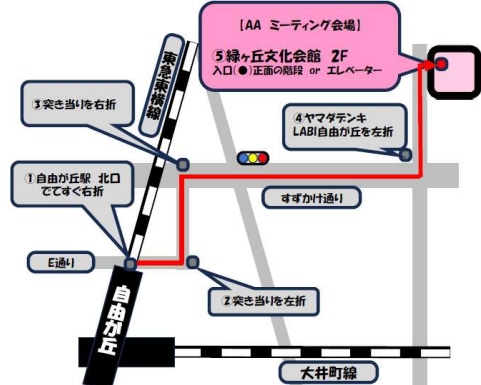 【AA ミーティング会場】
⑤緑ヶ丘文化会館 2F
入口(●)正面の階段 or エレベーター
東急東横線
③突き当りを右折
④ヤマダデンキ
LABI自由が丘を左折
①自由が丘駅 北口
でてすぐ右折
すずかけ通り
E通り
②突き当りを左折
自由が丘
大井町線